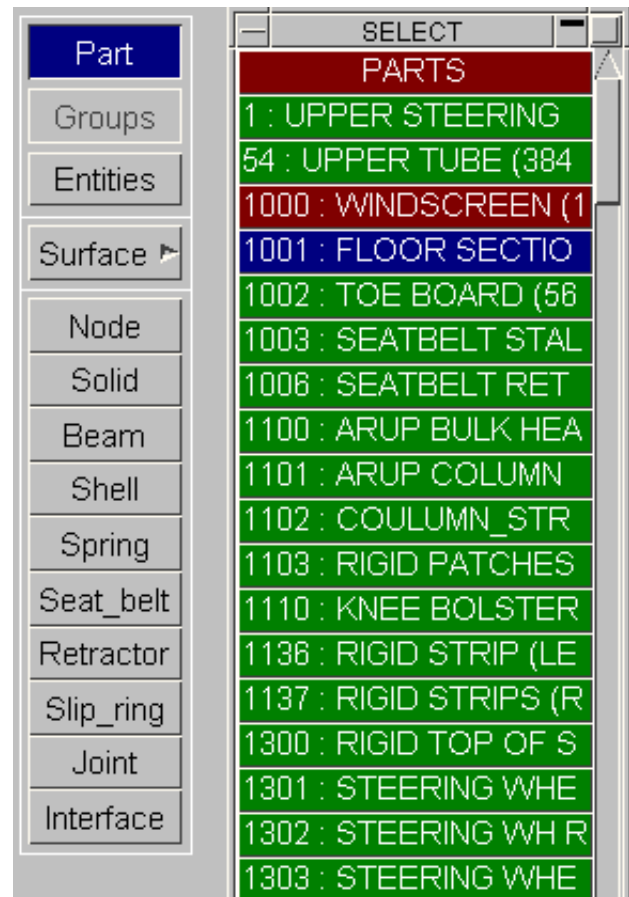 Part
Groups
Entities
Surface
Node
Solid
Beam
Shell
Spring
Seat_belt
Retractor
Slip_ring
Joint
Interface
SELECT
PARTS
1 : UPPER STEERING
54 : UPPER TUBE (384
1000 : WINDSCREEN (1
1001 : FLOOR SECTIO
1002 : TOE BOARD (56
1003 : SEATBELT STAL
1006 : SEATBELT RET
1100 : ARUP BULK HEA
1101 : ARUP COLUMN
1102 : COULUMN_STR
1103 : RIGID PATCHES
1110 : KNEE BOLSTER
1136 : RIGID STRIP (LE
1137 : RIGID STRIPS (R
1300 : RIGID TOP OF S
1301 : STEERING WHE
1302 : STEERING WH R
1303 : STEERING WHE